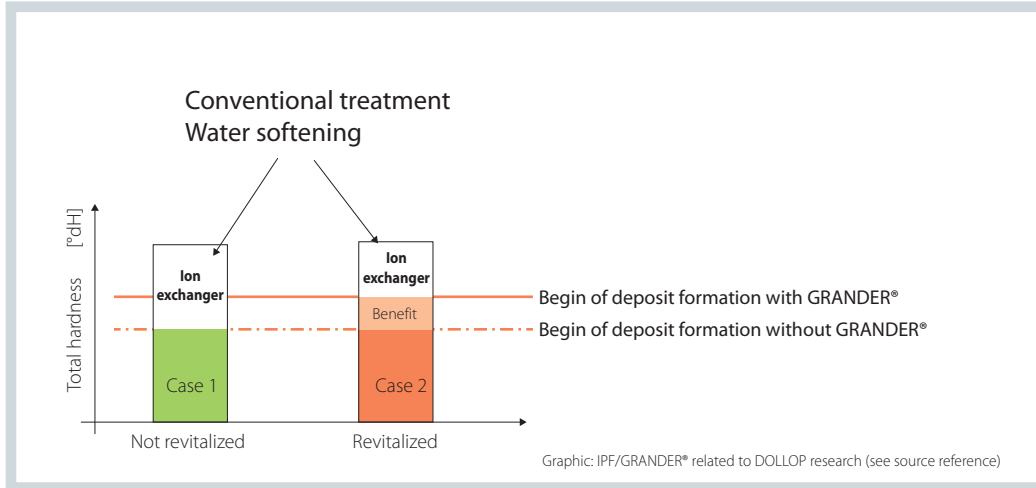 Conventional treatment
Water softening
Total hardness [°dH]
Ion
exchanger
Case 1
Ion
exchanger
Benefit
Case 2
Begin of deposit formation with GRANDER®
Begin of deposit formation without GRANDER®
Not revitalized
Revitalized
Graphic: IPF/GRANDER® related to DOLLOP research (see source reference)